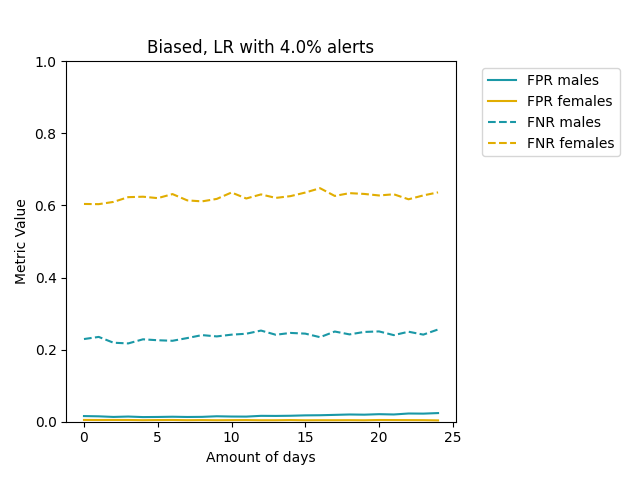 Biased, LR with 4.0% alerts
FPR males
FPR females
FNR males
FNR females
Metric Value
1.0
0.8
0.6
0.4
0.2
0.0
0 5 10 15 20 25
Amount of days